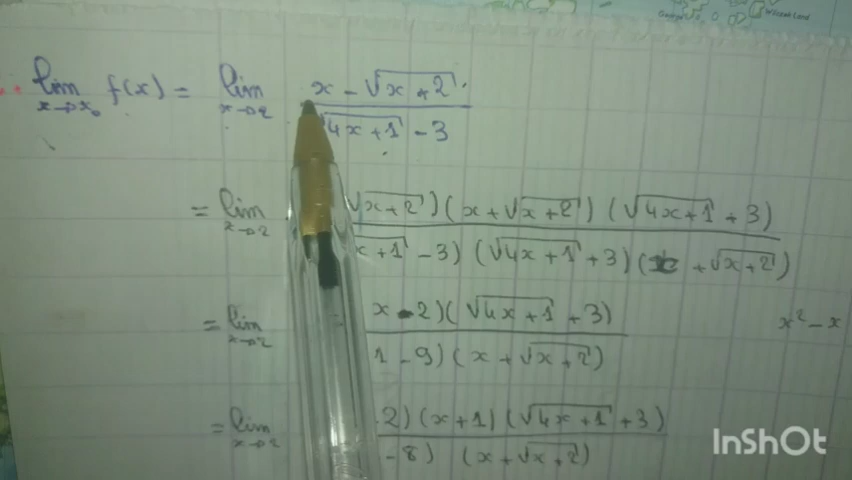 lim x→x₀ f(x) = lim x→2 (x - √(x+2)) / (√(4x+1) - 3)
= lim x→2 √(x+2))(x+√(x+2))(√(4x+1)+3) / x+1 -3)(√(4x+1)+3)(x+√(x+2))
= lim x→2 x-2)(√(4x+1)+3) / 1-9)(x+√(x+2)) x²-x
= lim x→2 2)(x+1)(√(4x+1)+3) / -8)(x+√(x+2))
InShOt